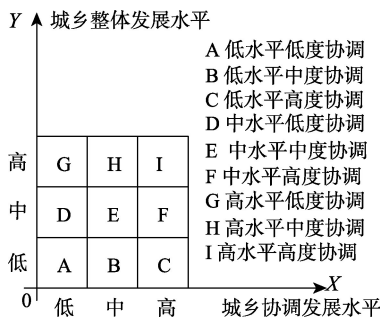 Y 城乡整体发展水平
A 低水平低度协调
B 低水平中度协调
C 低水平高度协调
D 中水平低度协调
E 中水平中度协调
F 中水平高度协调
G 高水平低度协调
H 高水平中度协调
I 高水平高度协调
高 G H I
中 D E F
低 A B C
0 低 中 高
X
城乡协调发展水平